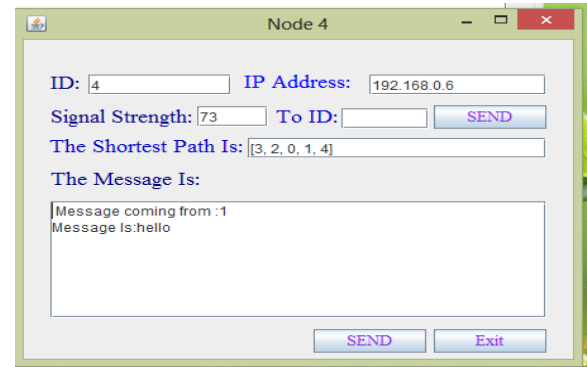 Node 4
ID: 4 IP Address: 192.168.0.6
Signal Strength: 73 To ID: SEND
The Shortest Path Is: [3, 2, 0, 1, 4]
The Message Is:
Message coming from :1
Message Is:hello
SEND Exit